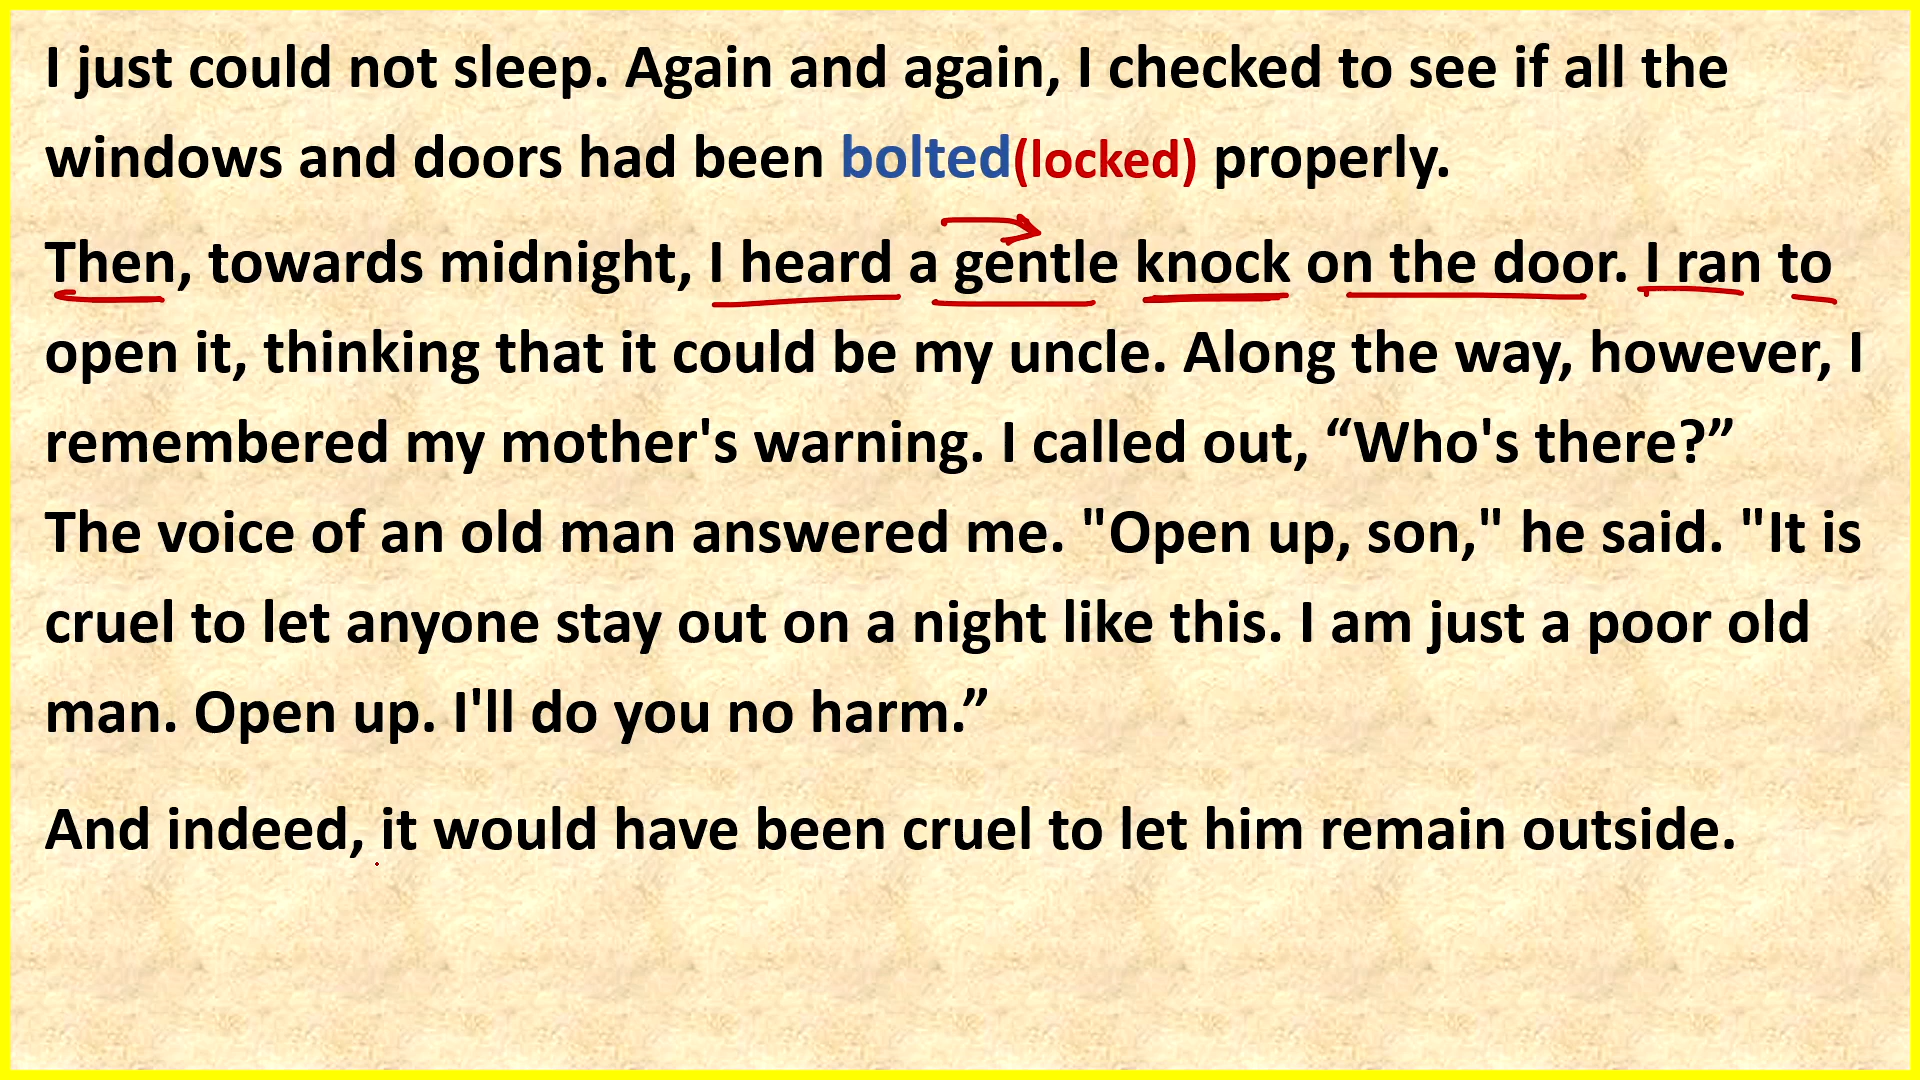 I just could not sleep. Again and again, I checked to see if all the
windows and doors had been bolted(locked) properly.
Then, towards midnight, I heard a gentle knock on the door. I ran to
open it, thinking that it could be my uncle. Along the way, however, I
remembered my mother's warning. I called out, “Who's there?”
The voice of an old man answered me. "Open up, son," he said. "It is
cruel to let anyone stay out on a night like this. I am just a poor old
man. Open up. I'll do you no harm.”
And indeed, it would have been cruel to let him remain outside.